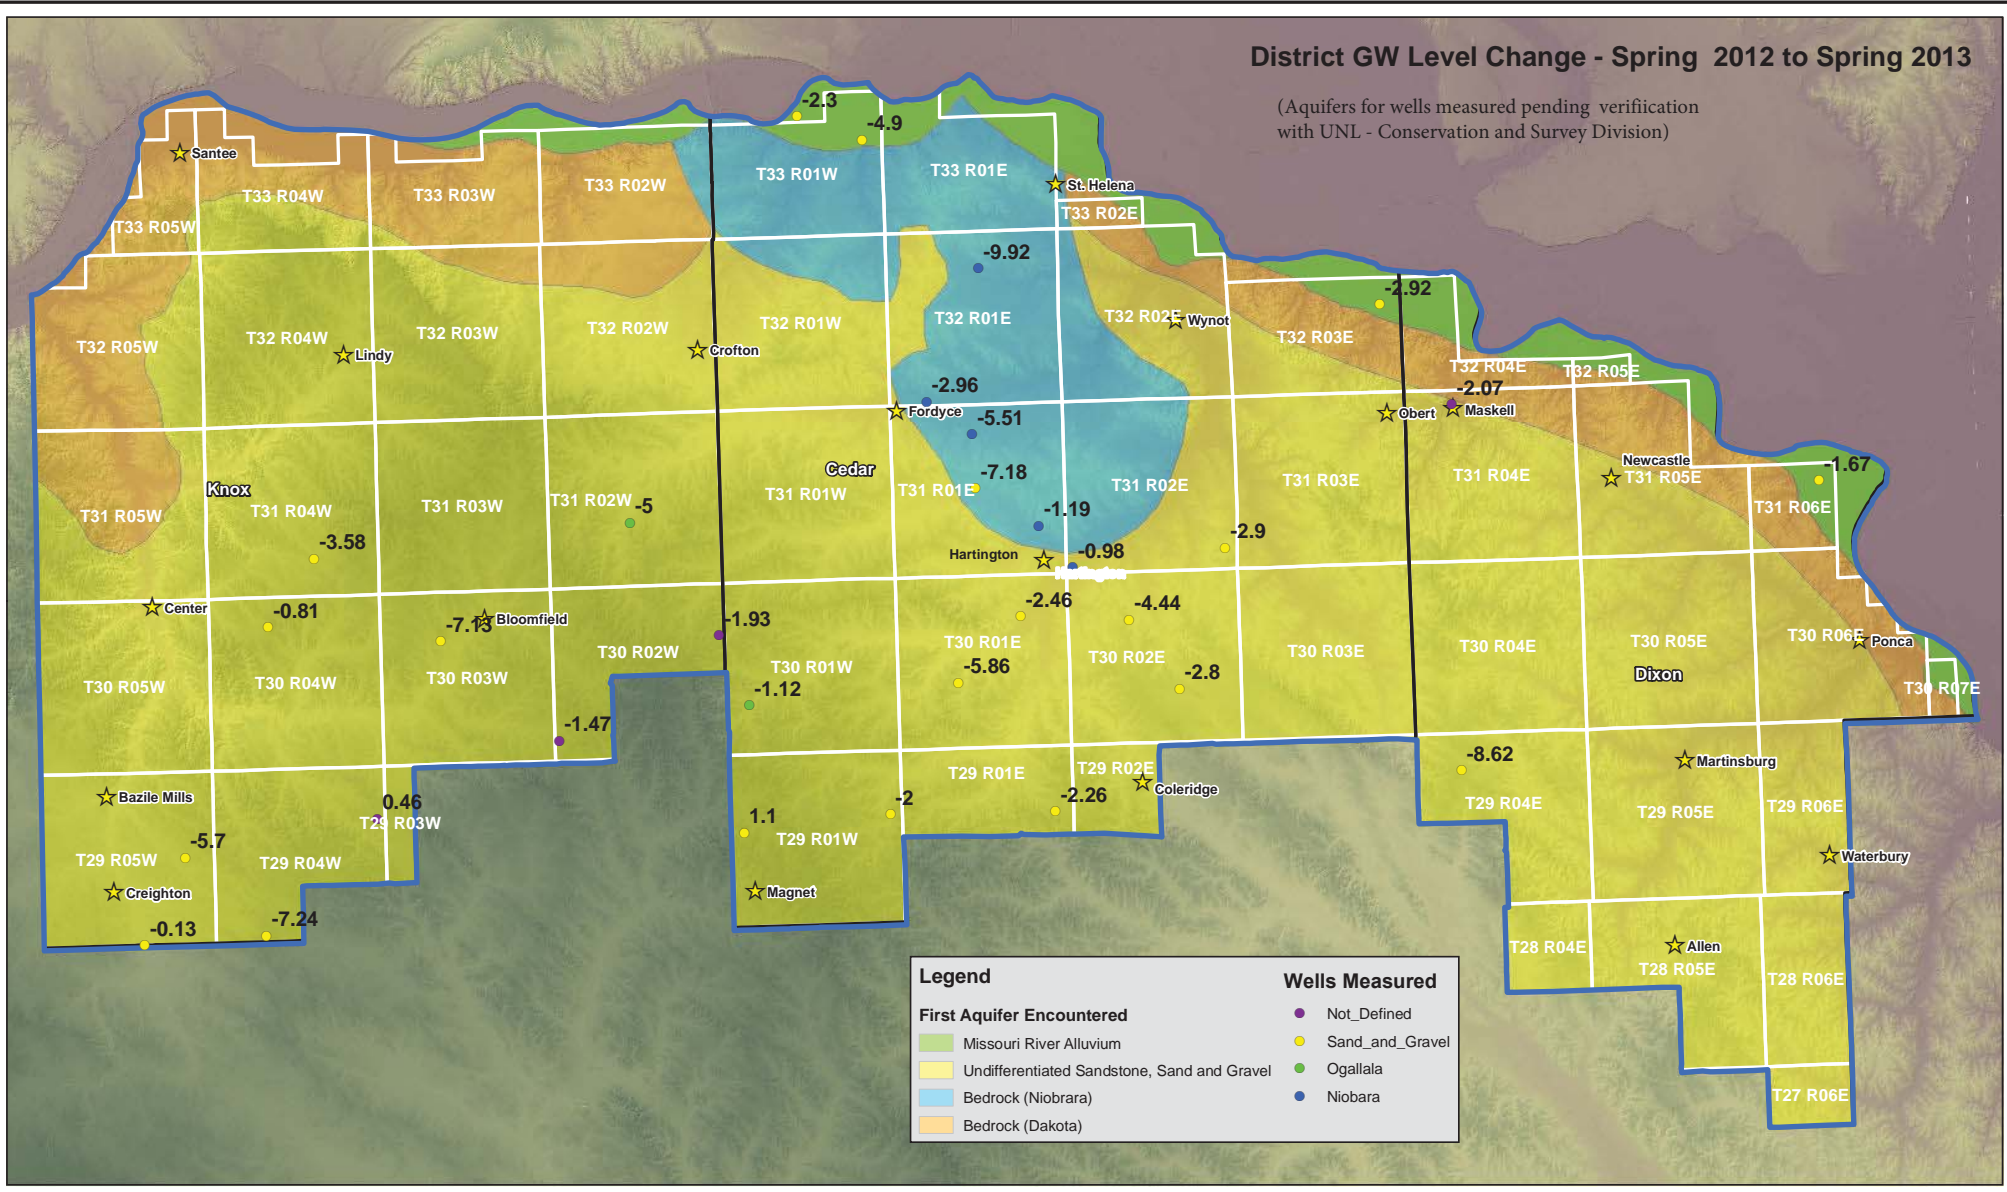 District GW Level Change - Spring 2012 to Spring 2013
(Aquifers for wells measured pending verifiication
with UNL - Conservation and Survey Division)
-2.3
-4.9
Santee
T33 R04W
T33 R03W
T33 R02W
T33 R01W
T33 R01E
St. Helena
T33 R02E
T33 R05W
-9.92
-2.92
T32 R05W
T32 R04W
Lindy
T32 R03W
T32 R02W
Crofton
T32 R01W
T32 R01E
T32 R02E
Wynot
T32 R03E
T32 R04E
T32 R05E
-2.96
-2.07
Fordyce
-5.51
Obert
Maskell
Knox
Cedar
-7.18
Newcastle
-1.67
T31 R05W
T31 R04W
T31 R03W
T31 R02W
-5
T31 R01W
T31 R01E
T31 R02E
T31 R03E
T31 R04E
T31 R05E
T31 R06E
-3.58
-1.19
-2.9
Hartington
-0.98
Center
-0.81
-7.13
Bloomfield
-1.93
-2.46
-4.44
T30 R05W
T30 R04W
T30 R03W
T30 R02W
T30 R01W
T30 R01E
T30 R02E
T30 R03E
T30 R04E
T30 R05E
T30 R06E
Ponca
-5.86
-2.8
Dixon
T30 R07E
-1.12
-1.47
-8.62
Martinsburg
Bazile Mills
0.46
T29 R03W
T29 R01E
T29 R02E
Coleridge
-2
-2.26
1.1
T29 R01W
T29 R04E
T29 R05E
T29 R06E
-5.7
T29 R05W
T29 R04W
Creighton
Magnet
Waterbury
-0.13
-7.24
T28 R04E
Allen
T28 R05E
T28 R06E
T27 R06E
Legend
First Aquifer Encountered
Missouri River Alluvium
Undifferentiated Sandstone, Sand and Gravel
Bedrock (Niobrara)
Bedrock (Dakota)
Wells Measured
Not_Defined
Sand_and_Gravel
Ogallala
Niobara